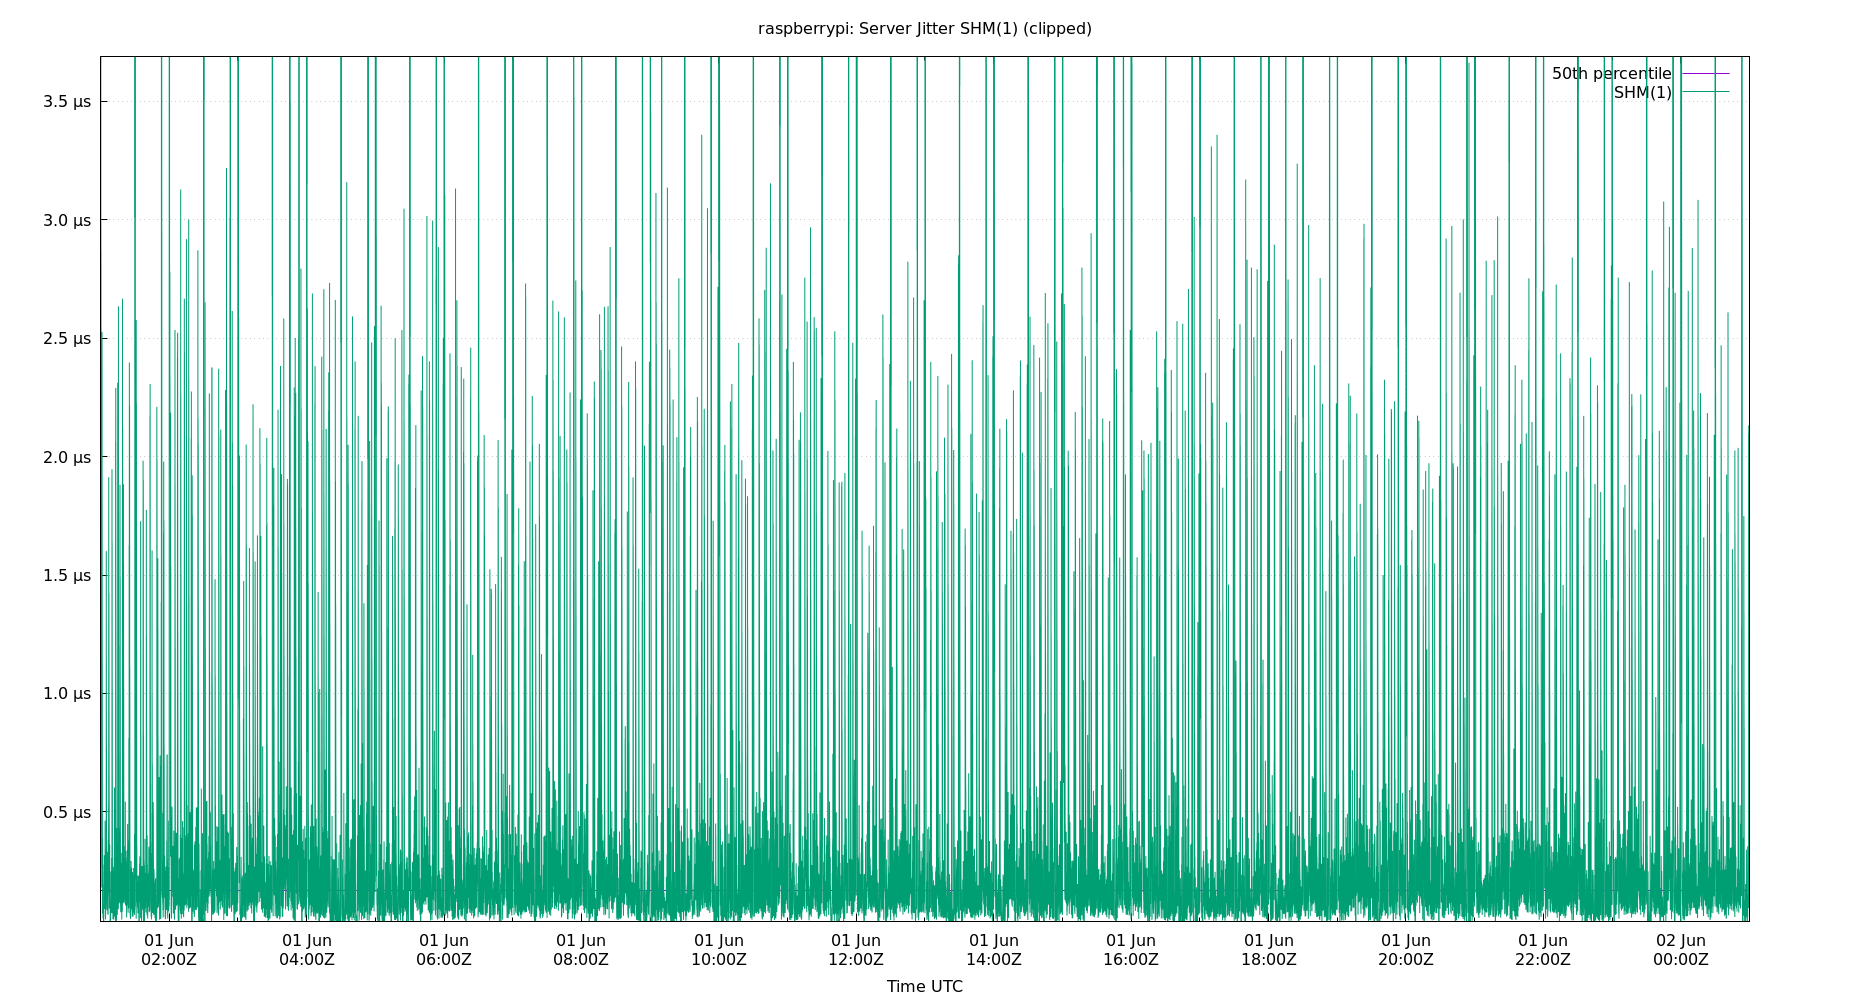 raspberrypi: Server Jitter SHM(1) (clipped)
50th percentile
SHM(1)
3.5 µs
3.0 µs
2.5 µs
2.0 µs
1.5 µs
1.0 µs
0.5 µs
01 Jun 01 Jun 01 Jun 01 Jun 01 Jun 01 Jun 01 Jun 01 Jun 01 Jun 01 Jun 01 Jun 02 Jun
02:00Z 04:00Z 06:00Z 08:00Z 10:00Z 12:00Z 14:00Z 16:00Z 18:00Z 20:00Z 22:00Z 00:00Z
Time UTC